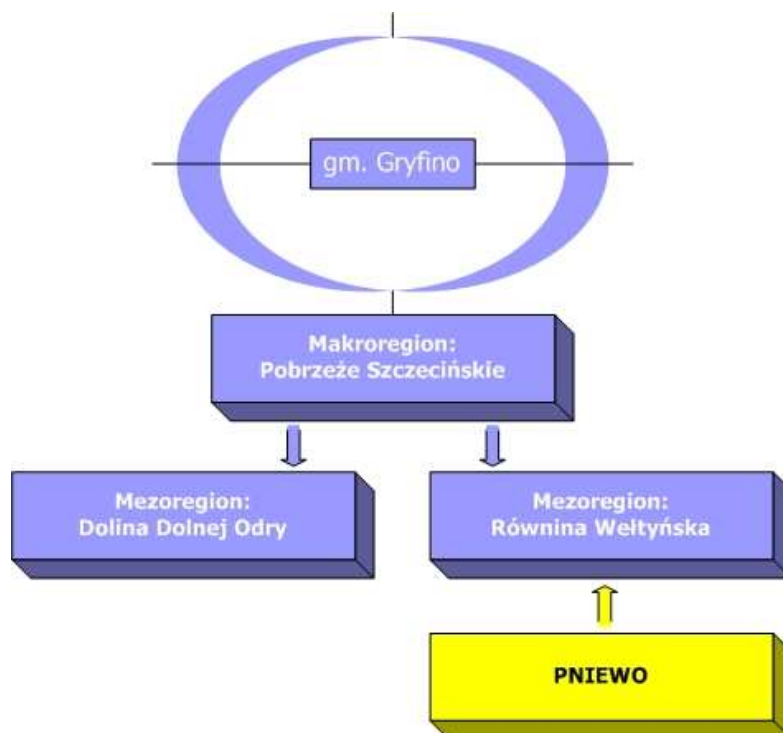 gm. Gryfino
Makroregion:
Pobrzeże Szczecińskie
Mezoregion:
Dolina Dolnej Odry
Mezoregion:
Równina Wełtyńska
PNIEWO